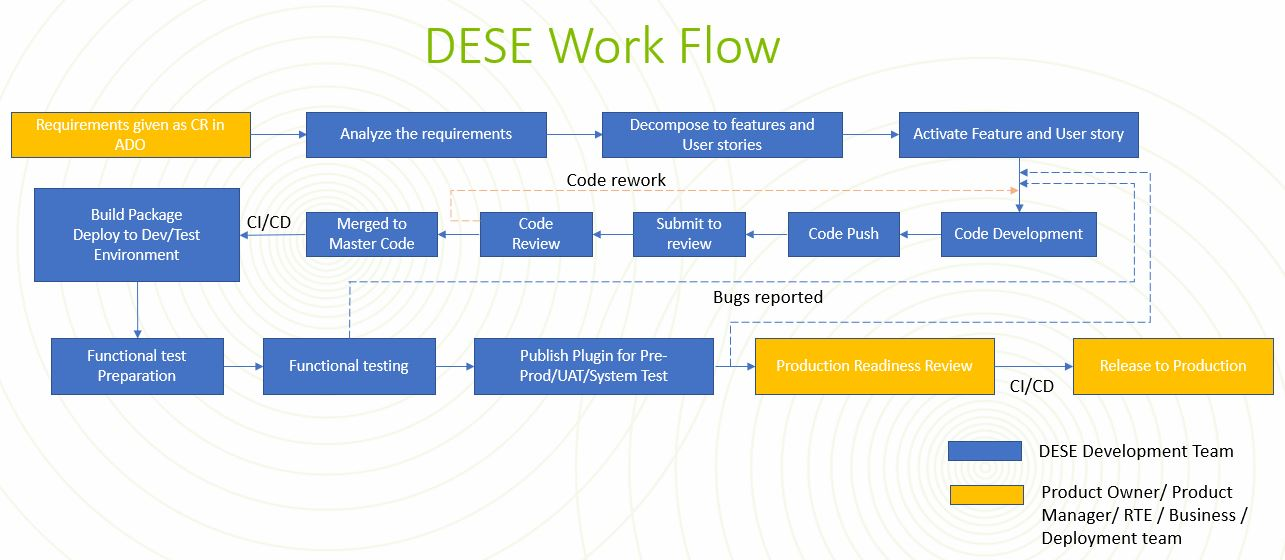 DESE Work Flow
Requirements given as CR in
ADO
Analyze the requirements
Decompose to features and
User stories
Activate Feature and User story
Code rework
Build Package
Deploy to Dev/Test
Environment
CI/CD
Merged to
Master Code
Code
Review
Submit to
review
Code Push
Code Development
Bugs reported
Functional test
Preparation
Functional testing
Publish Plugin for Pre-
Prod/UAT/System Test
Production Readiness Review
CI/CD
Release to Production
DESE Development Team
Product Owner/ Product
Manager/ RTE / Business /
Deployment team